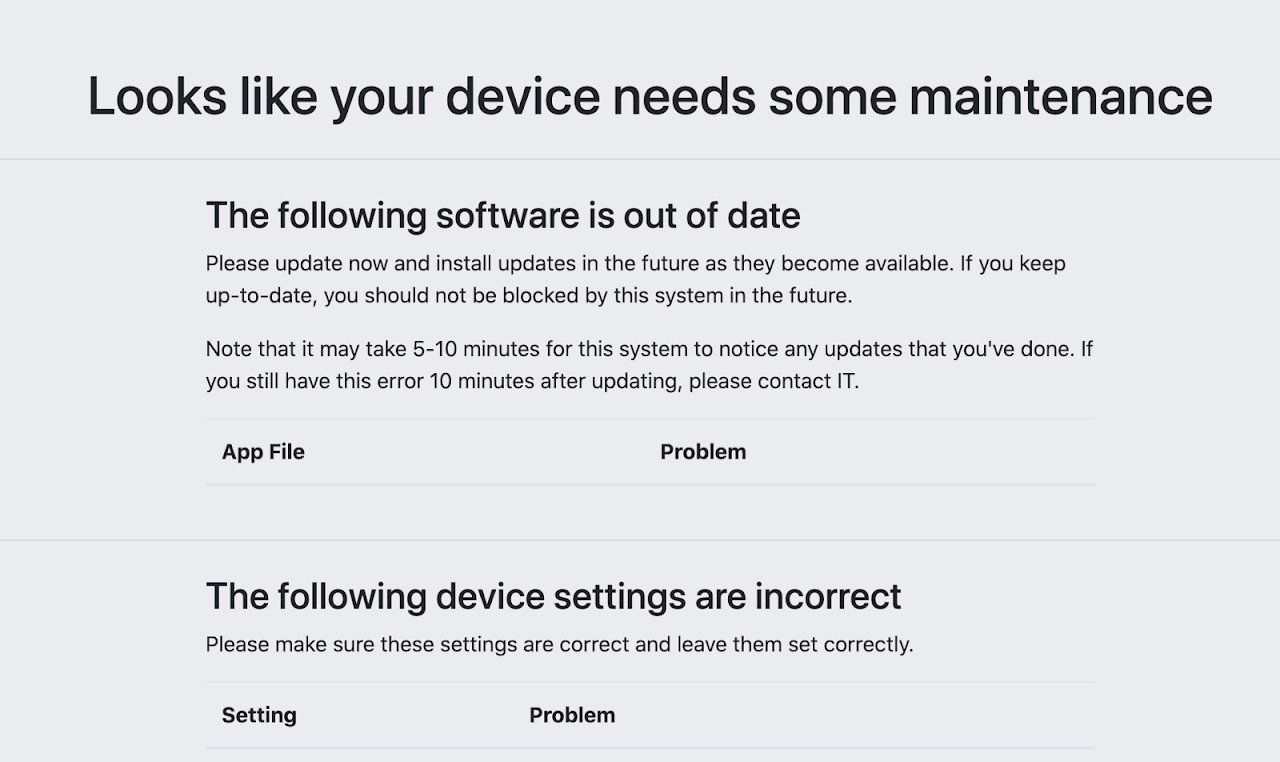 Looks like your device needs some maintenance
The following software is out of date
Please update now and install updates in the future as they become available. If you keep
up-to-date, you should not be blocked by this system in the future.
Note that it may take 5-10 minutes for this system to notice any updates that you've done. If
you still have this error 10 minutes after updating, please contact IT.
App File Problem
The following device settings are incorrect
Please make sure these settings are correct and leave them set correctly.
Setting Problem